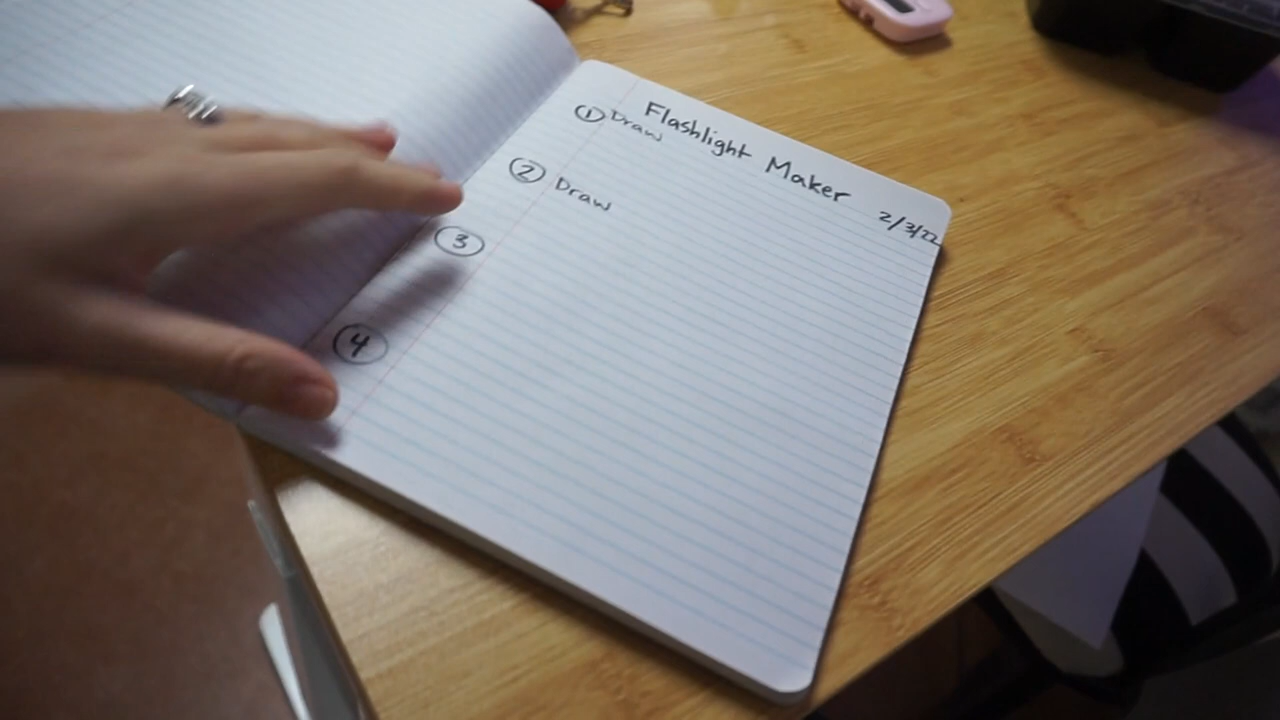 Flashlight Maker
2/3/22
① Draw
② Draw
③
④